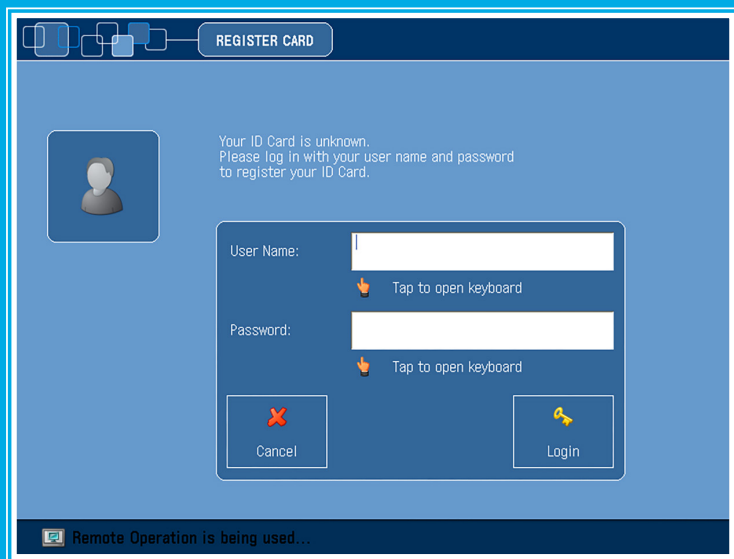 REGISTER CARD
Your ID Card is unknown.
Please log in with your user name and password
to register your ID Card.
User Name:
Tap to open keyboard
Password:
Tap to open keyboard
Cancel
Login
Remote Operation is being used...